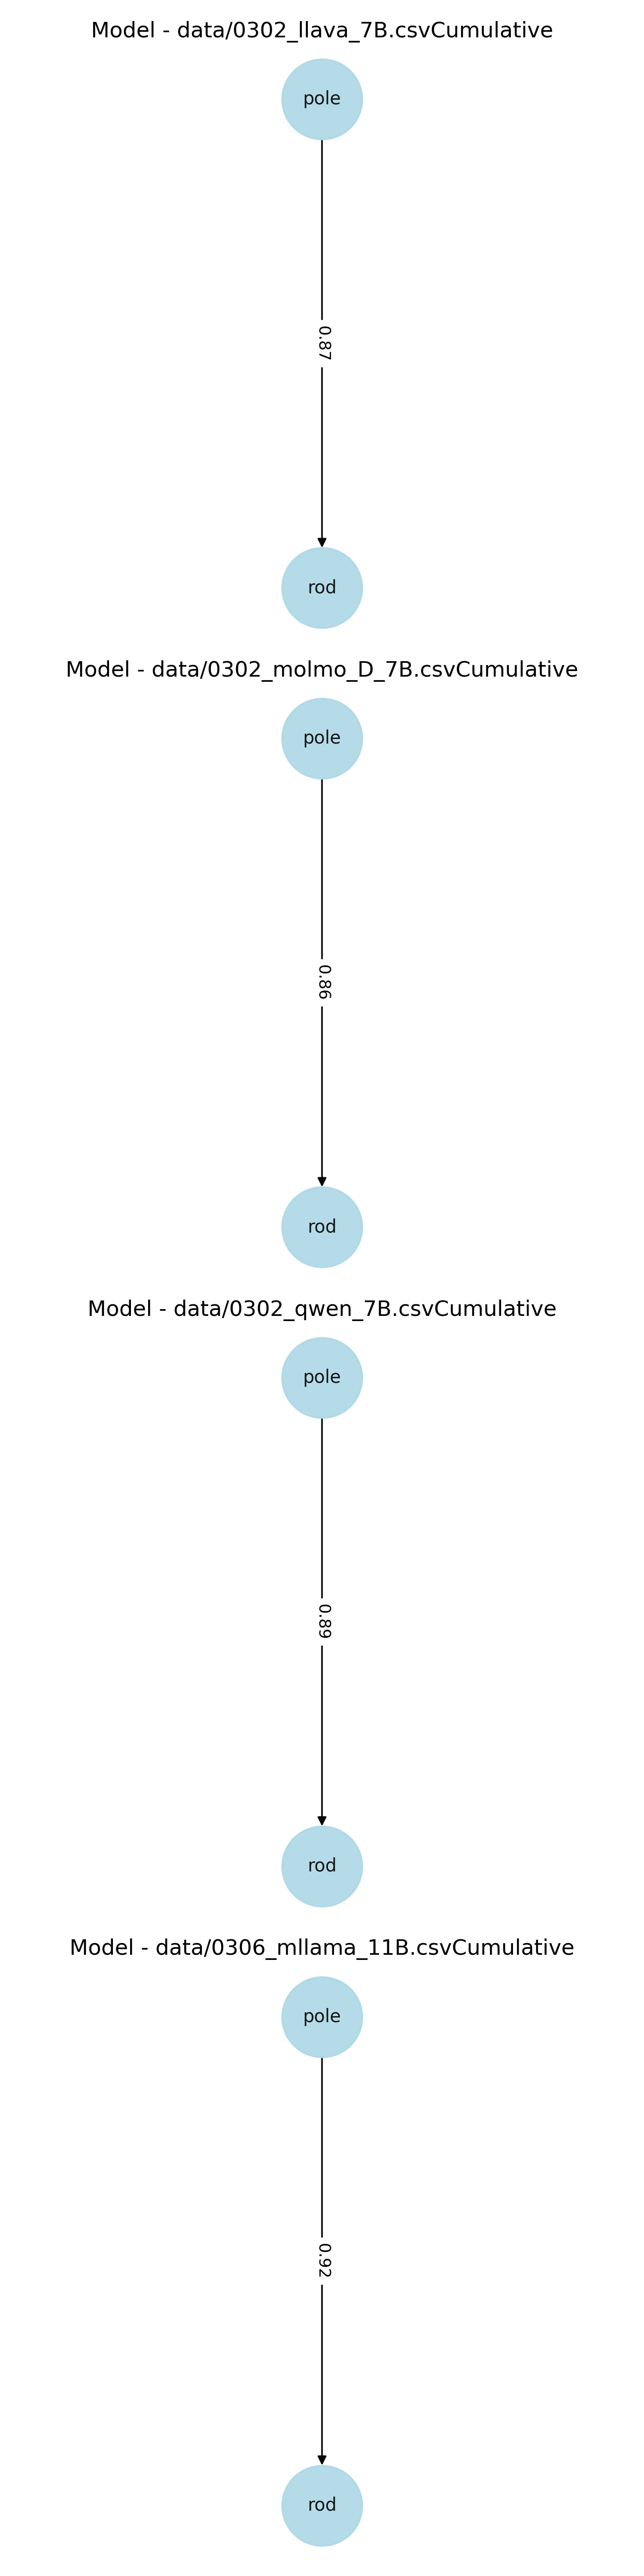 Model - data/0302_llava_7B.csvCumulative
pole
0.87
rod
Model - data/0302_molmo_D_7B.csvCumulative
pole
0.86
rod
Model - data/0302_qwen_7B.csvCumulative
pole
0.89
rod
Model - data/0306_mllama_11B.csvCumulative
pole
0.92
rod